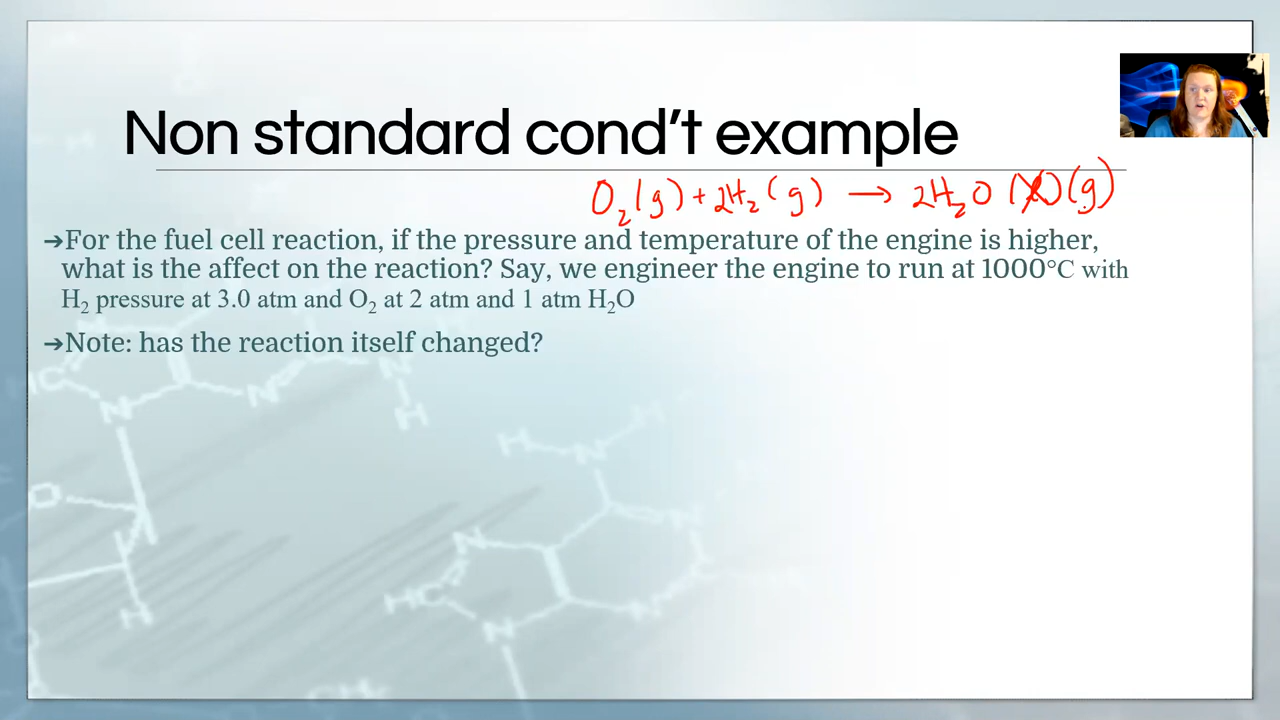 Non standard cond't example
O₂(g) + 2H₂(g) → 2H₂O (l) (g)
➔For the fuel cell reaction, if the pressure and temperature of the engine is higher,
what is the affect on the reaction? Say, we engineer the engine to run at 1000°C with
H₂ pressure at 3.0 atm and O₂ at 2 atm and 1 atm H₂O
➔Note: has the reaction itself changed?
HC
N
N
N
H
H
N
H
O
H
H
N
N
HC
N
N
CH